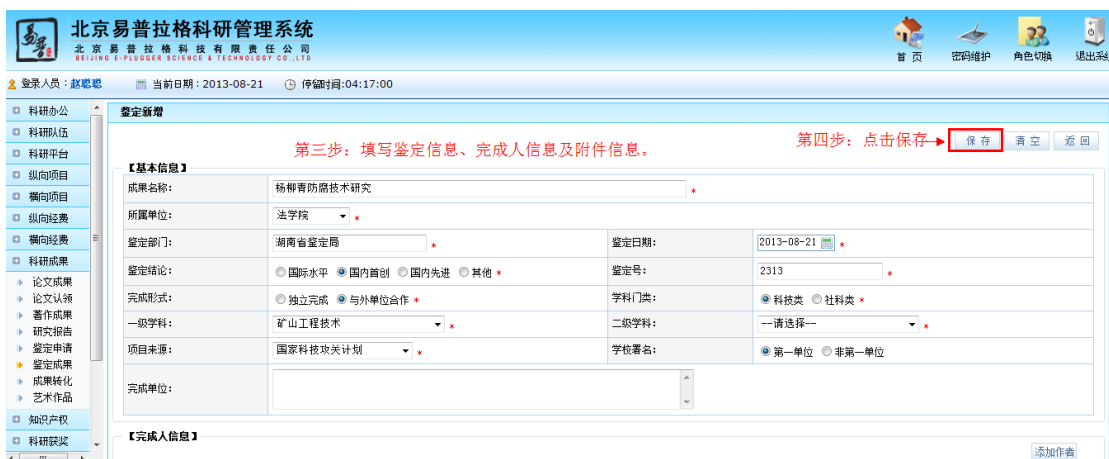 北京易普拉格科研管理系统
北京易普拉格科技有限责任公司
BEIJING E-PLUGGER SCIENCE & TECHNOLOGY CO.,LTD
首页 密码维护 角色切换 退出系
登录人员：赵聪聪 当前日期：2013-08-21 停留时间:04:17:00
科研办公
科研队伍
科研平台
纵向项目
横向项目
纵向经费
横向经费
科研成果
论文成果
论文认领
著作成果
研究报告
鉴定申请
鉴定成果
成果转化
艺术作品
知识产权
科研获奖
鉴定新增
第三步：填写鉴定信息、完成人信息及附件信息。
第四步：点击保存
保存 清空 返回
【基本信息】
成果名称： 杨柳青防腐技术研究 *
所属单位： 法学院 *
鉴定部门： 湖南省鉴定局 * 鉴定日期： 2013-08-21 *
鉴定结论： 国际水平 国内首创 国内先进 其他 * 鉴定号： 2313 *
完成形式： 独立完成 与外单位合作 * 学科门类： 科技类 社科类 *
一级学科： 矿山工程技术 * 二级学科： --请选择-- *
项目来源： 国家科技攻关计划 * 学校署名： 第一单位 非第一单位
完成单位：
【完成人信息】
添加作者